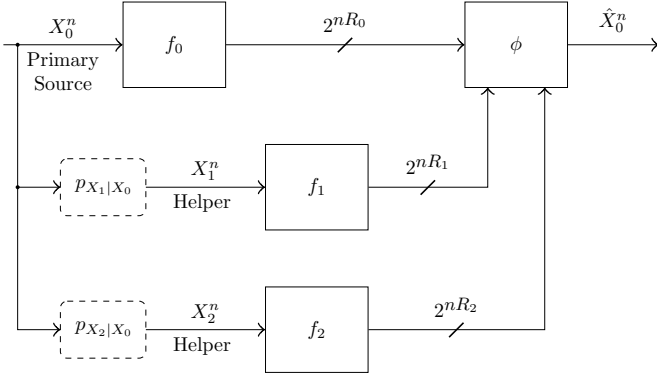 X_0^n
Primary
Source
f_0
2^{nR_0}
ϕ
X̂_0^n
p_{X_1|X_0}
X_1^n
Helper
f_1
2^{nR_1}
p_{X_2|X_0}
X_2^n
Helper
f_2
2^{nR_2}